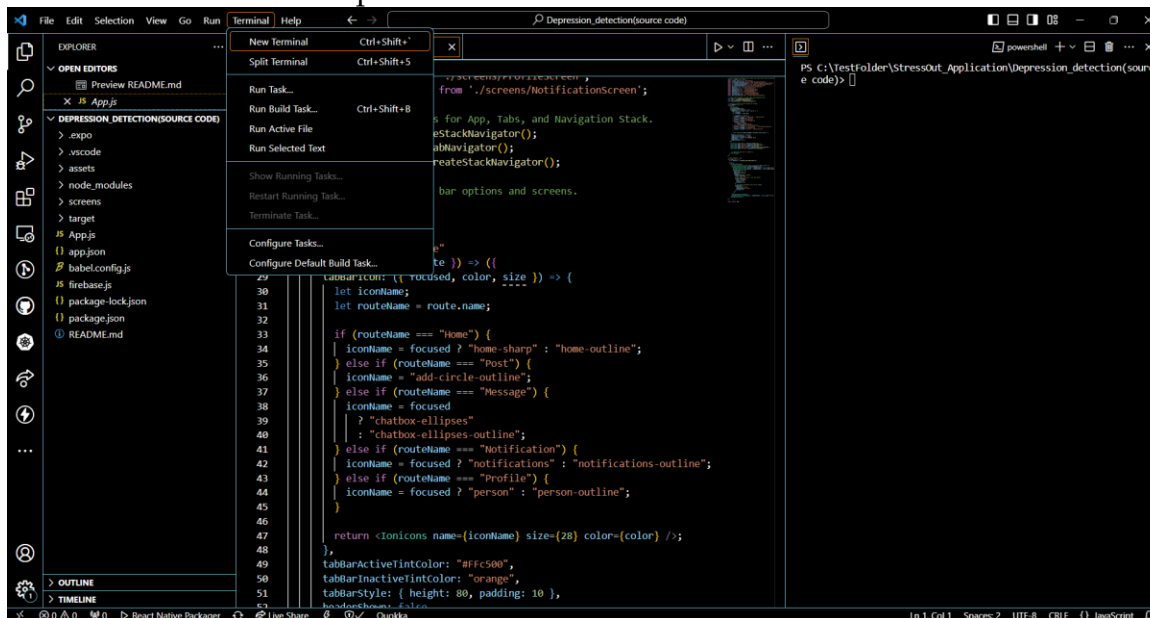 File Edit Selection View Go Run Terminal Help
Depression_detection(source code)
EXPLORER
OPEN EDITORS
Preview README.md
JS App.js
DEPRESSION_DETECTION(SOURCE CODE)
.expo
.vscode
assets
node_modules
screens
target
JS App.js
{} app.json
babel.config.js
JS firebase.js
{} package-lock.json
{} package.json
README.md
OUTLINE
TIMELINE
New Terminal Ctrl+Shift+`
Split Terminal Ctrl+Shift+5
Run Task...
Run Build Task... Ctrl+Shift+B
Run Active File
Run Selected Text
Show Running Tasks...
Restart Running Task...
Terminate Task...
Configure Tasks...
Configure Default Build Task...
from './screens/NotificationScreen';
s for App, Tabs, and Navigation Stack.
eStackNavigator();
abNavigator();
reateStackNavigator();
bar options and screens.
e"
te }) => ({
29 tabBarIcon: ({ focused, color, size }) => {
30 let iconName;
31 let routeName = route.name;
32
33 if (routeName === "Home") {
34 iconName = focused ? "home-sharp" : "home-outline";
35 } else if (routeName === "Post") {
36 iconName = "add-circle-outline";
37 } else if (routeName === "Message") {
38 iconName = focused
39 ? "chatbox-ellipses"
40 : "chatbox-ellipses-outline";
41 } else if (routeName === "Notification") {
42 iconName = focused ? "notifications" : "notifications-outline";
43 } else if (routeName === "Profile") {
44 iconName = focused ? "person" : "person-outline";
45 }
46
47 return <Ionicons name={iconName} size={28} color={color} />;
48 },
49 tabBarActiveTintColor: "#FFc500",
50 tabBarInactiveTintColor: "orange",
51 tabBarStyle: { height: 80, padding: 10 },
52 headerShown: false
powershell
PS C:\TestFolder\StressOut_Application\Depression_detection(sourc
e code)>
0 0 0 React Native Packager Live Share Quokka
Ln 1, Col 1 Spaces: 2 UTF-8 CRLF {} JavaScript